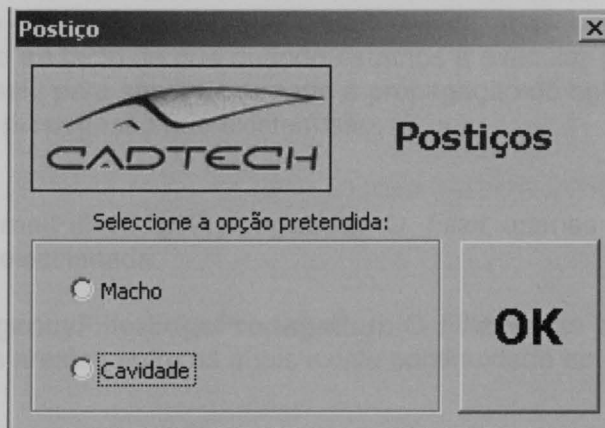 Postiço
CADTECH
Postiços
Seleccione a opção pretendida:
Macho
Cavidade
OK